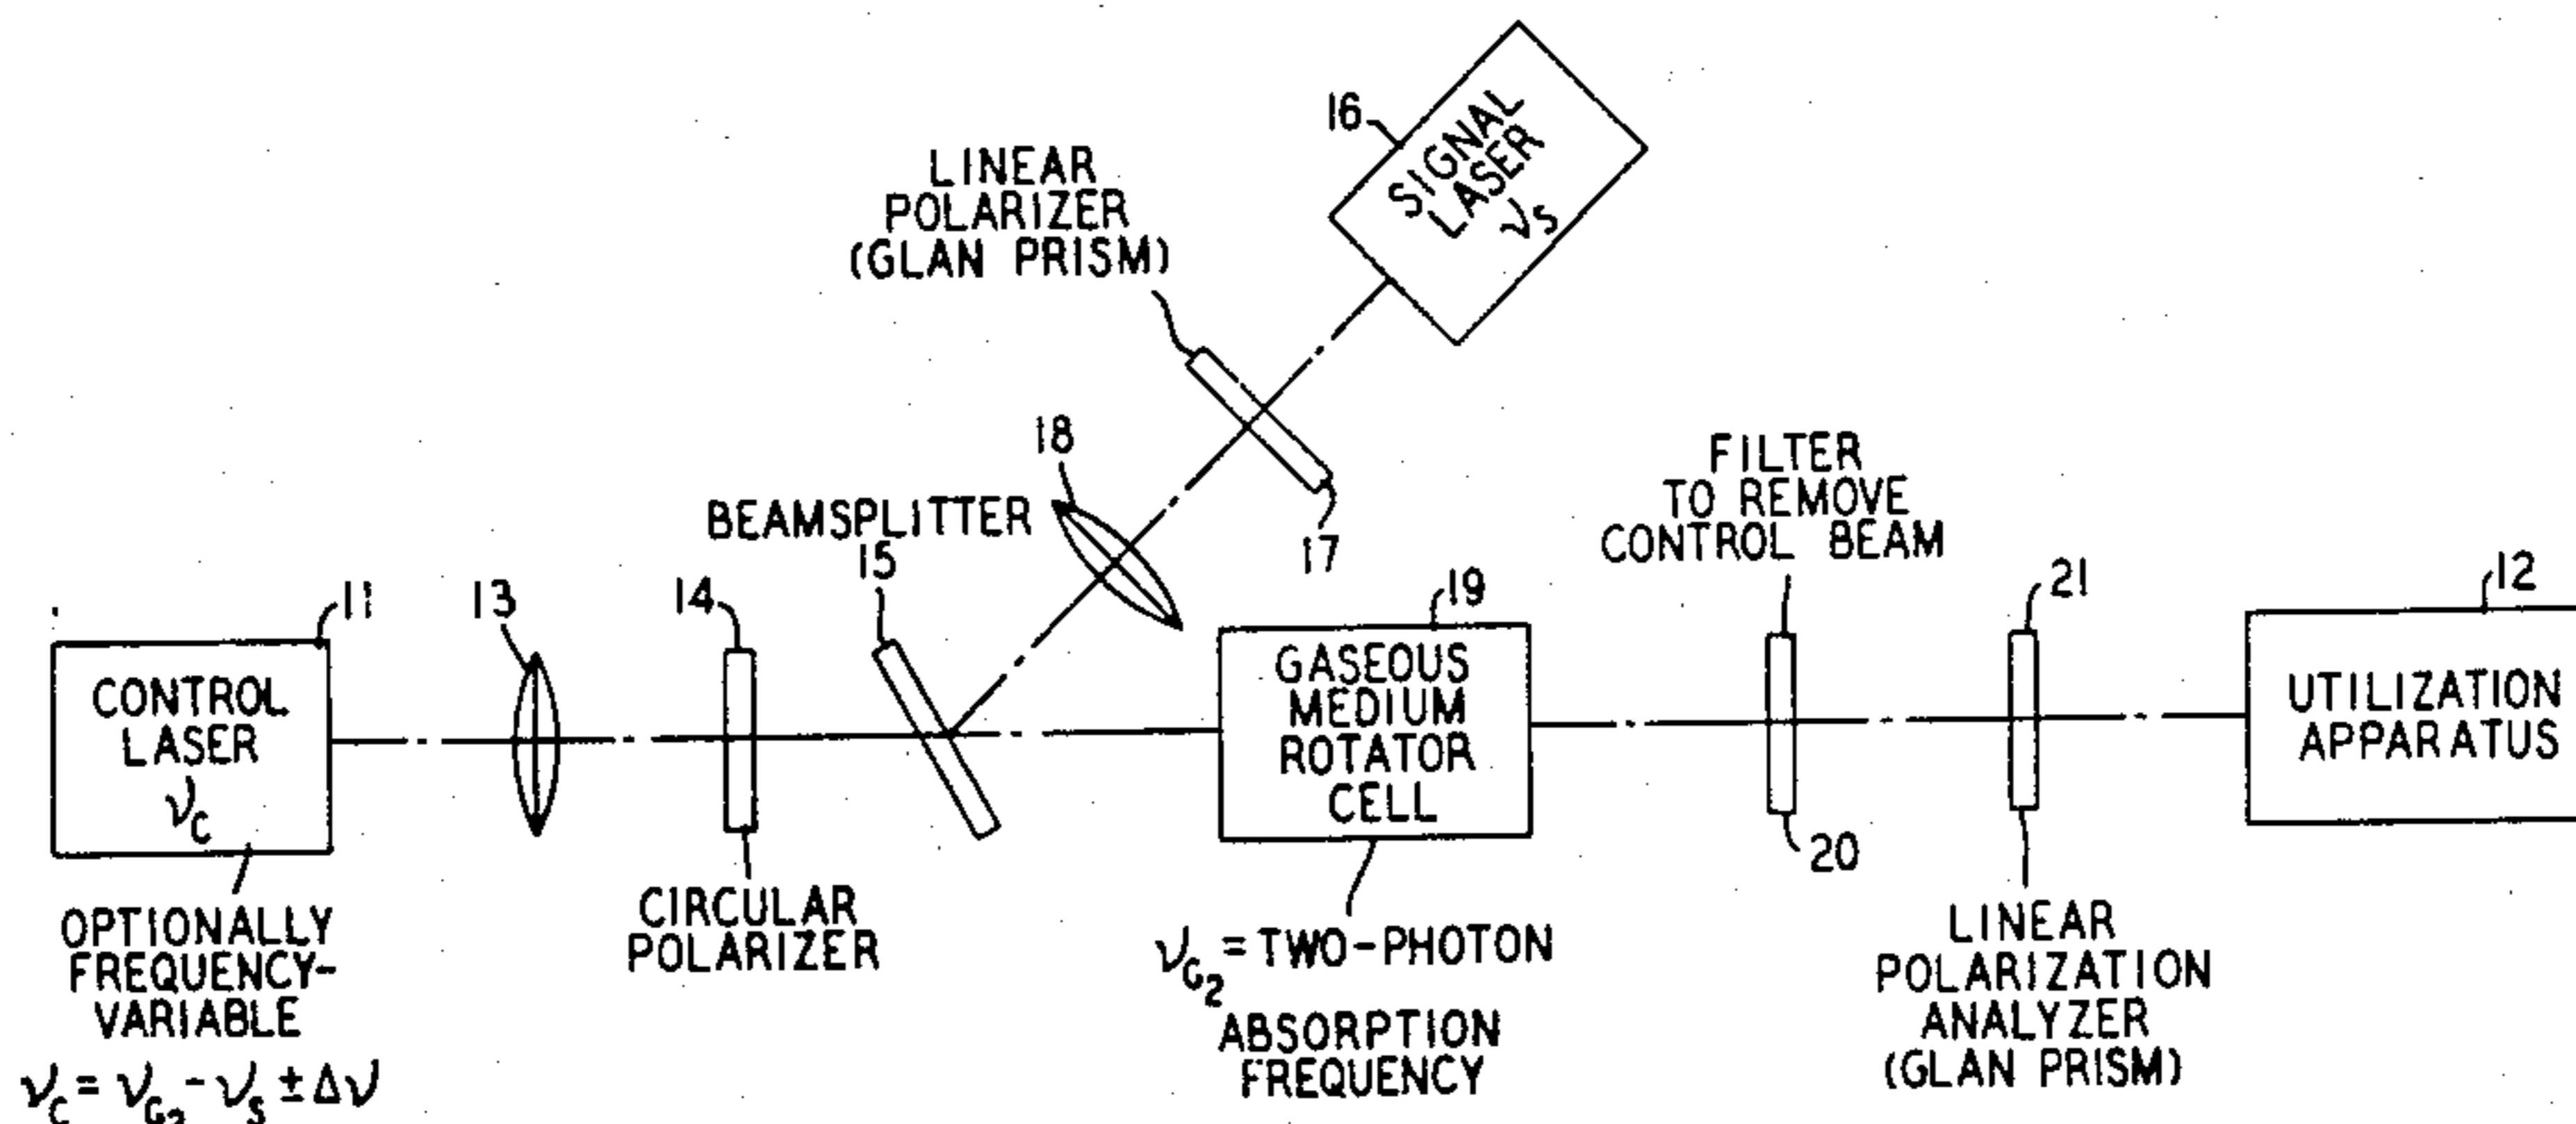 16
SIGNAL
LASER
νS
LINEAR
POLARIZER
(GLAN PRISM)
17
18
BEAMSPLITTER
15
11
CONTROL
LASER
νC
OPTIONALLY
FREQUENCY-
VARIABLE
νC = νG2 - νS ± Δν
13
14
CIRCULAR
POLARIZER
19
GASEOUS
MEDIUM
ROTATOR
CELL
νG2 = TWO-PHOTON
ABSORPTION
FREQUENCY
FILTER
TO REMOVE
CONTROL BEAM
20
21
LINEAR
POLARIZATION
ANALYZER
(GLAN PRISM)
12
UTILIZATION
APPARATUS